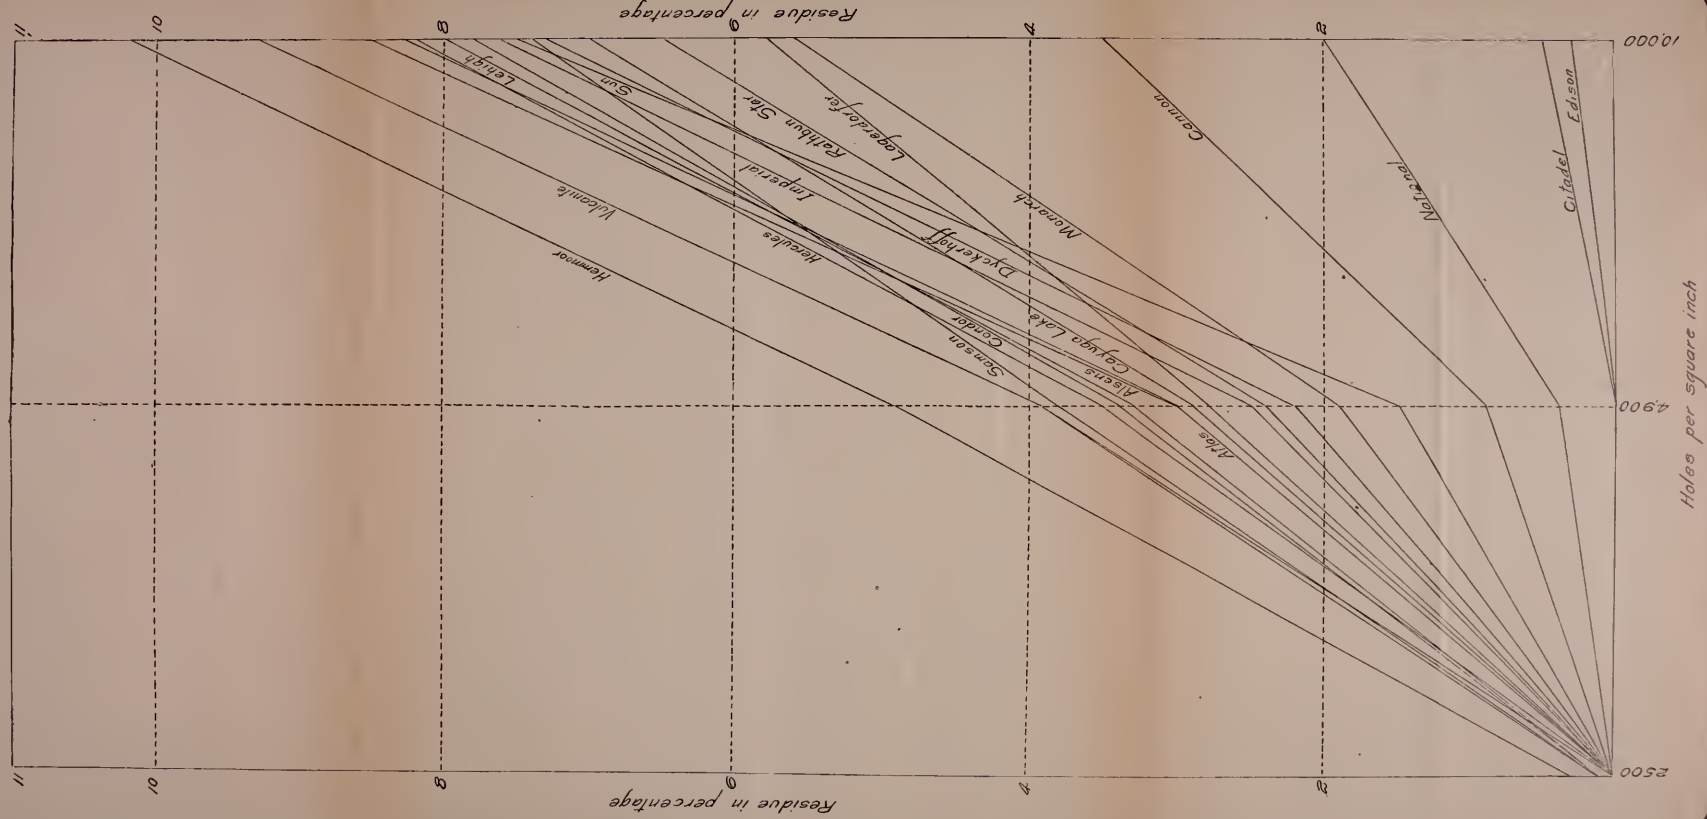 Residue in percentage
11 10 8 6 4 2
10,000
Lehigh
Sun
Rathbun Star
Lagerdorfer
Cannon
Edison
Citadel
National
Monarch
Imperial
Vulcanite
Hemmoor
Hercules
Dyckerhoff
Cayuga Lake
Condor
Samson
Alsens
Atlas
4,900
Holes per square inch
2500
11 10 8 6 4 2
Residue in percentage